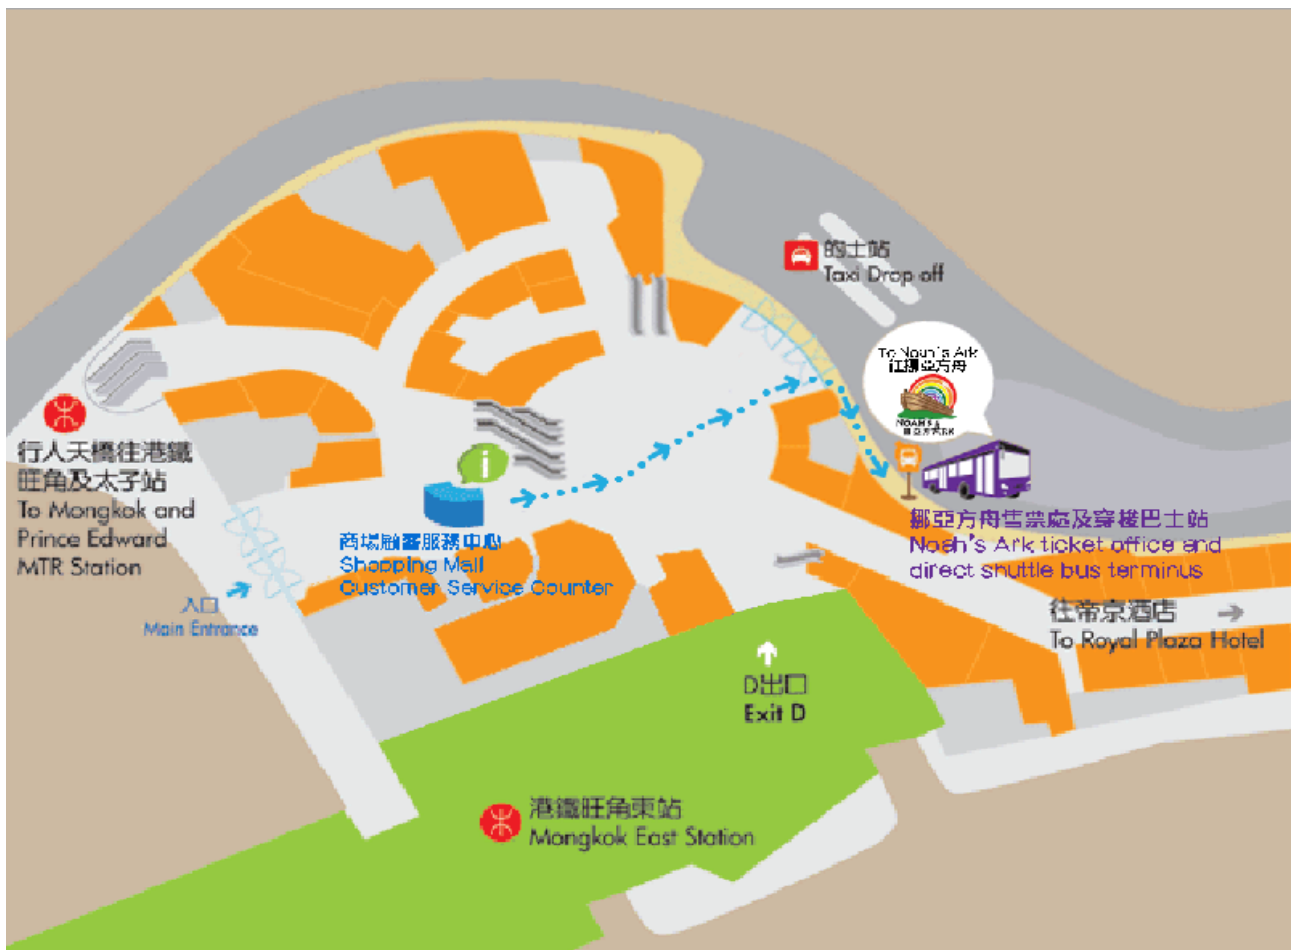 的士站
Taxi Drop off
To Noah's Ark
往挪亞方舟
NOAH'S ARK
行人天橋往港鐵
旺角及太子站
To Mongkok and
Prince Edward
MTR Station
i
商場顧客服務中心
Shopping Mall
Customer Service Counter
挪亞方舟售票處及穿梭巴士站
Noah's Ark ticket office and
direct shuttle bus terminus
入口
Main Entrance
往帝京酒店
To Royal Plaza Hotel
D出口
Exit D
港鐵旺角東站
Mongkok East Station